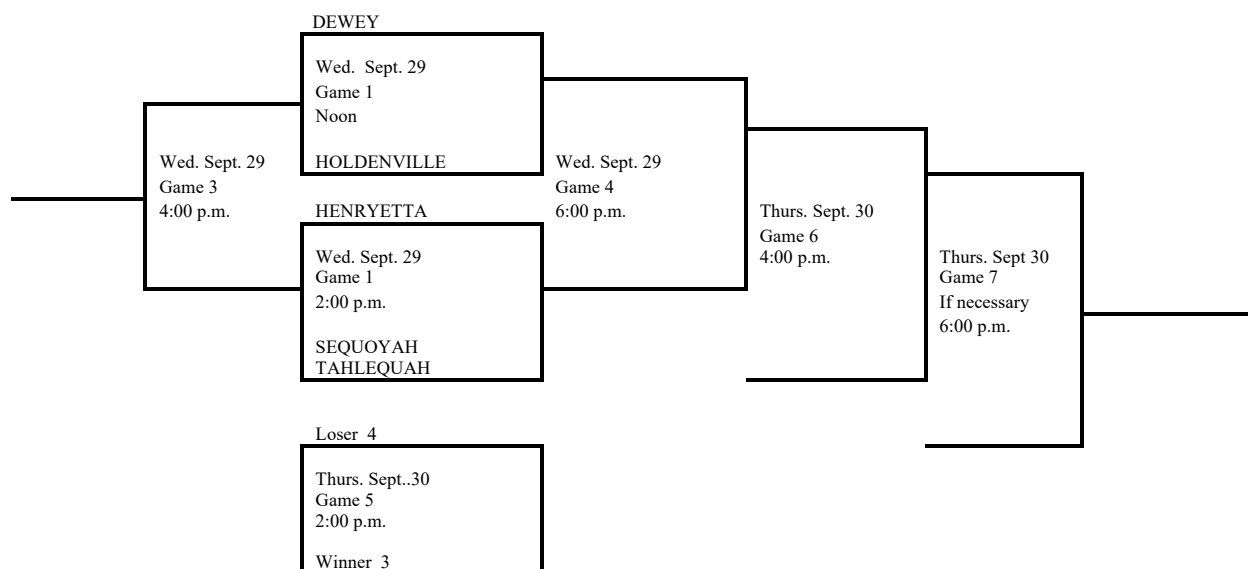 DEWEY
Wed. Sept. 29
Game 1
Noon
HOLDENVILLE
Wed. Sept. 29
Game 3
4:00 p.m.
HENRYETTA
Wed. Sept. 29
Game 1
2:00 p.m.
SEQUOYAH
TAHLEQUAH
Wed. Sept. 29
Game 4
6:00 p.m.
Thurs. Sept. 30
Game 6
4:00 p.m.
Thurs. Sept 30
Game 7
If necessary
6:00 p.m.
Loser 4
Thurs. Sept..30
Game 5
2:00 p.m.
Winner 3